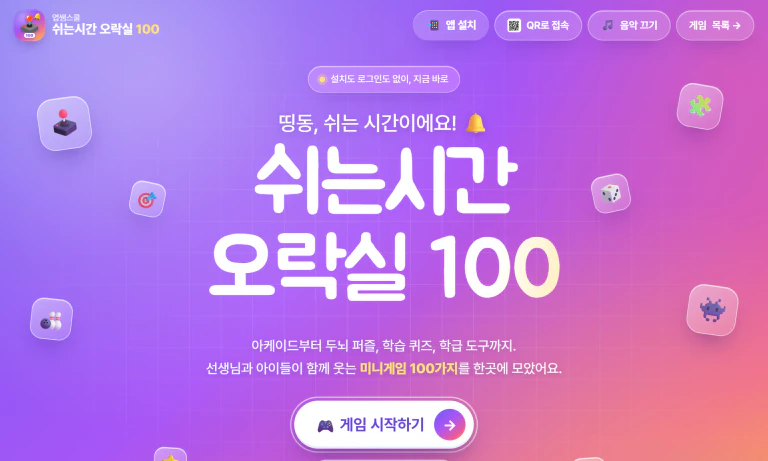 앱쌤스쿨
쉬는시간 오락실 100
앱 설치
QR로 접속
음악 끄기
게임 목록 →
설치도 로그인도 없이, 지금 바로
띵동, 쉬는 시간이에요!
쉬는시간
오락실 100
아케이드부터 두뇌 퍼즐, 학습 퀴즈, 학급 도구까지.
선생님과 아이들이 함께 웃는 미니게임 100가지를 한곳에 모았어요.
게임 시작하기 →